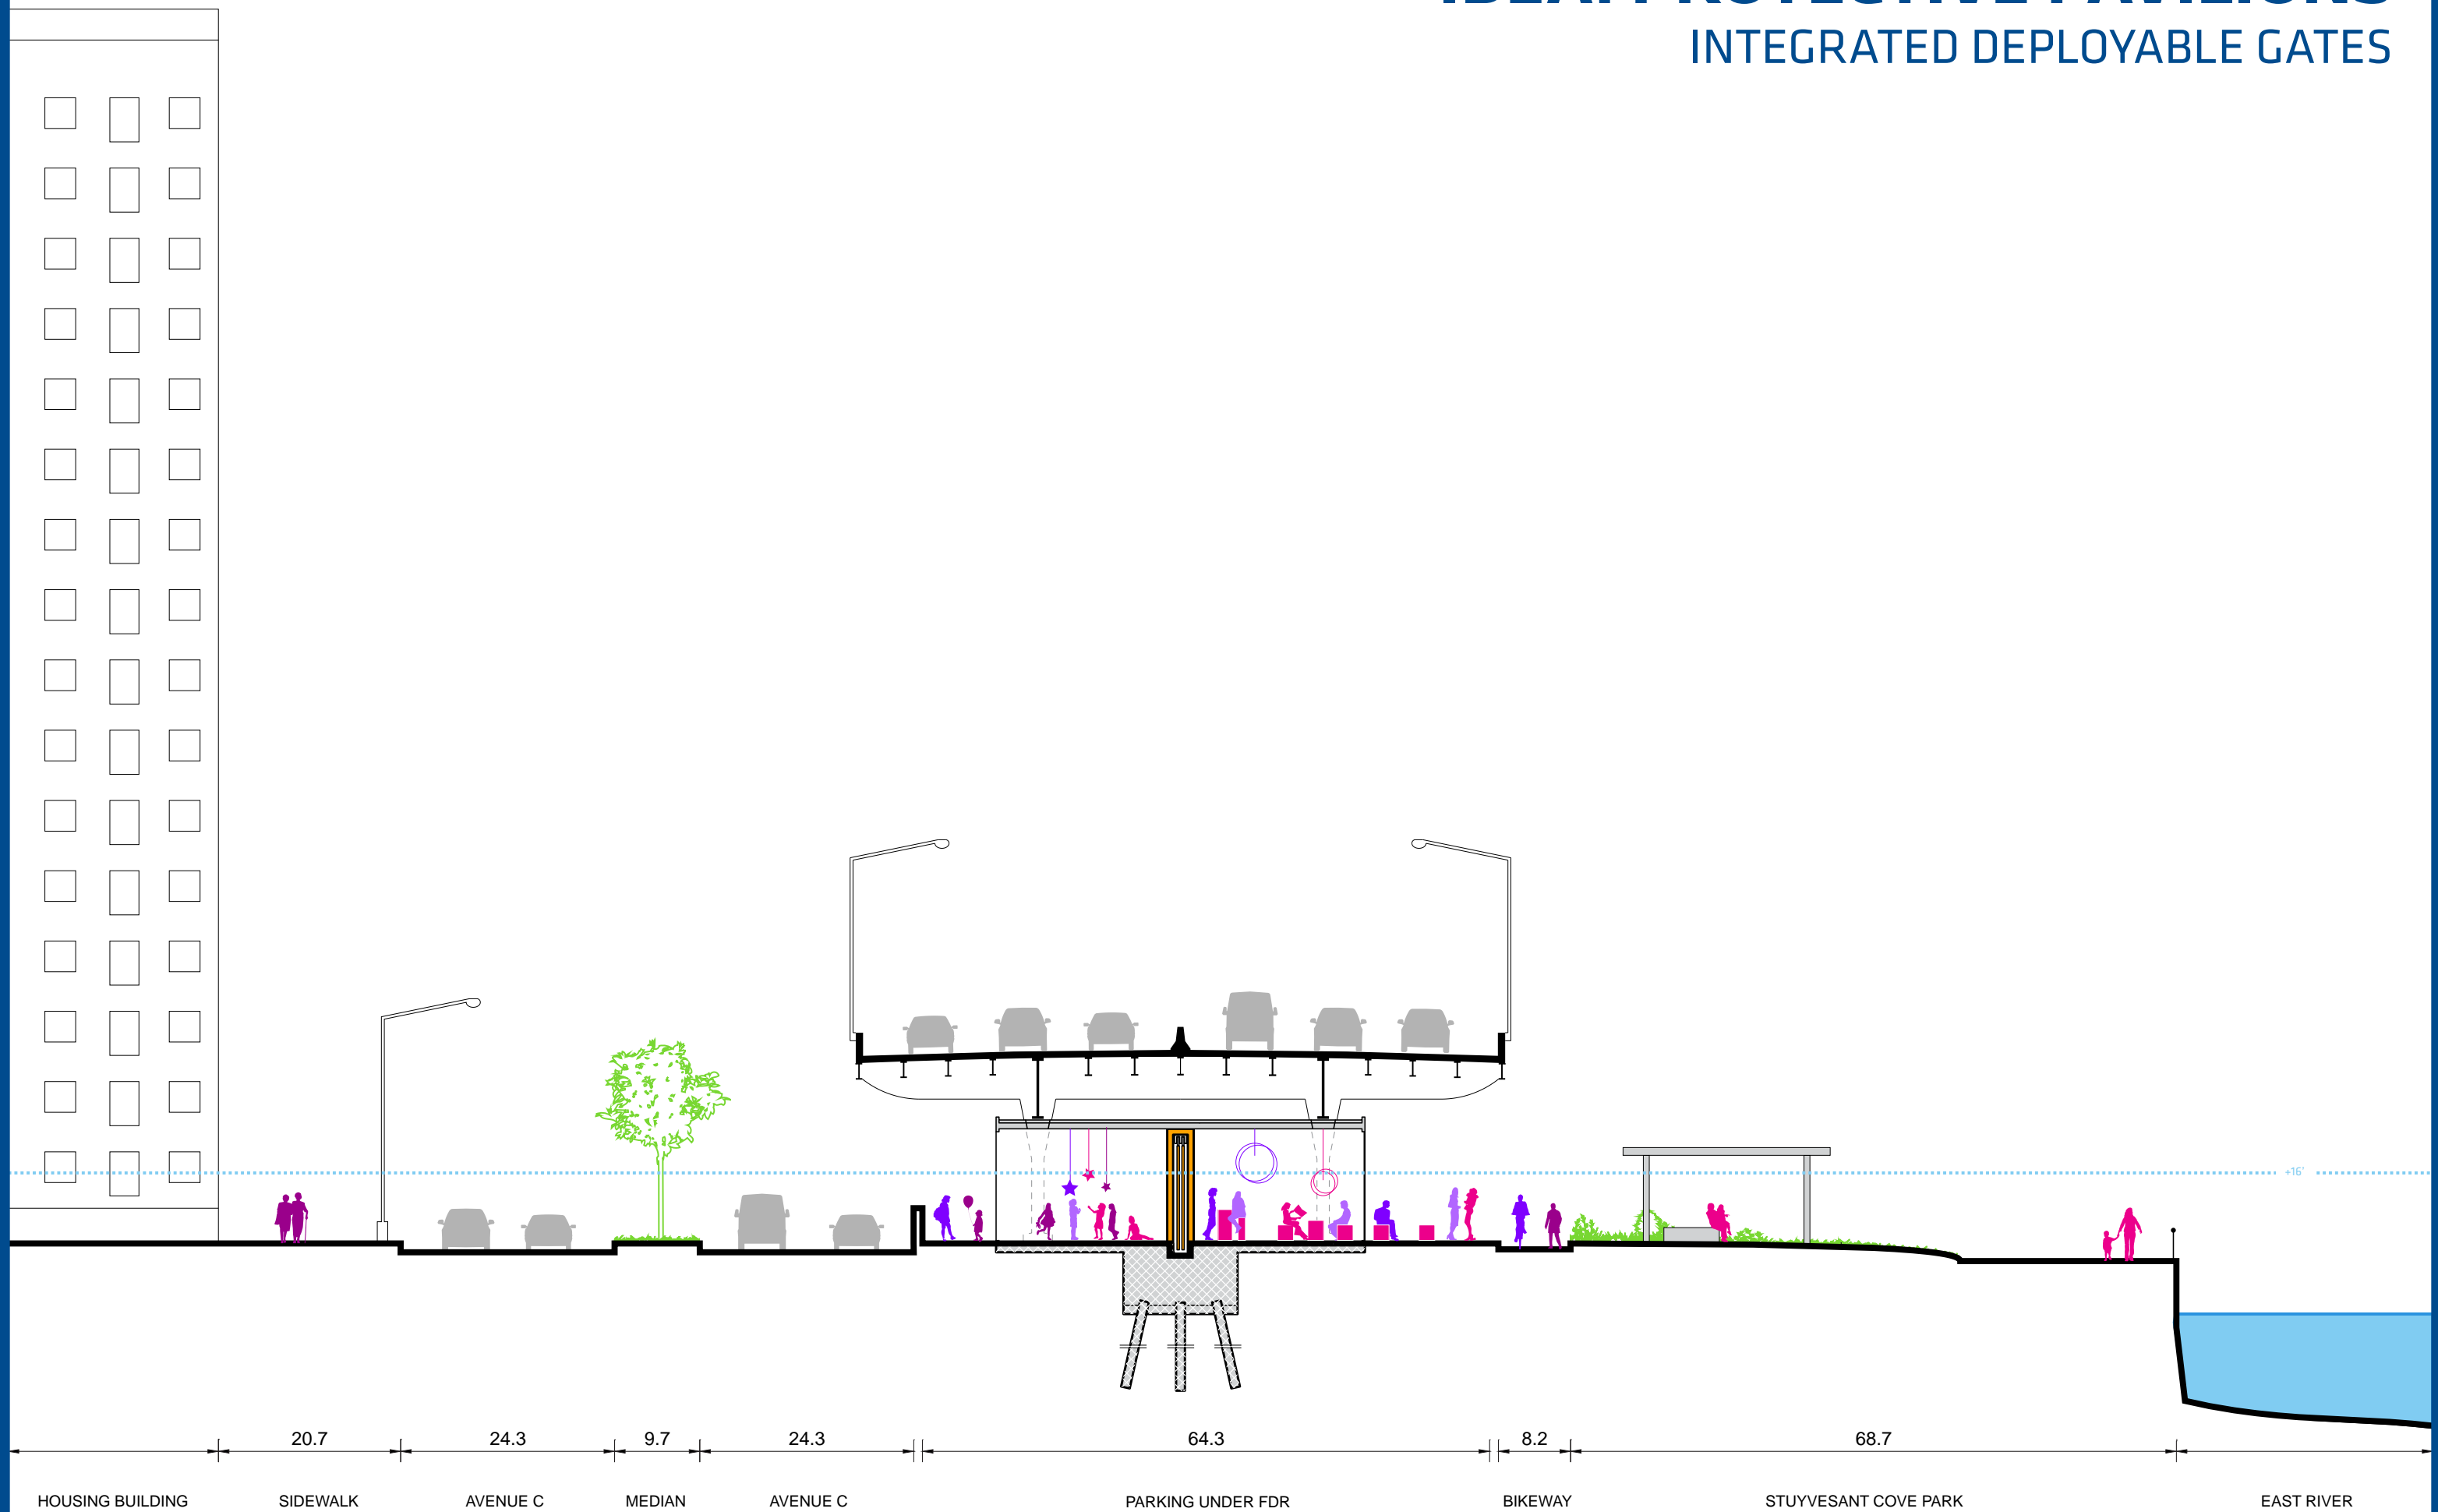 INTEGRATED DEPLOYABLE GATES
+16'
20.7 24.3 9.7 24.3 64.3 8.2 68.7
HOUSING BUILDING SIDEWALK AVENUE C MEDIAN AVENUE C PARKING UNDER FDR BIKEWAY STUYVESANT COVE PARK EAST RIVER